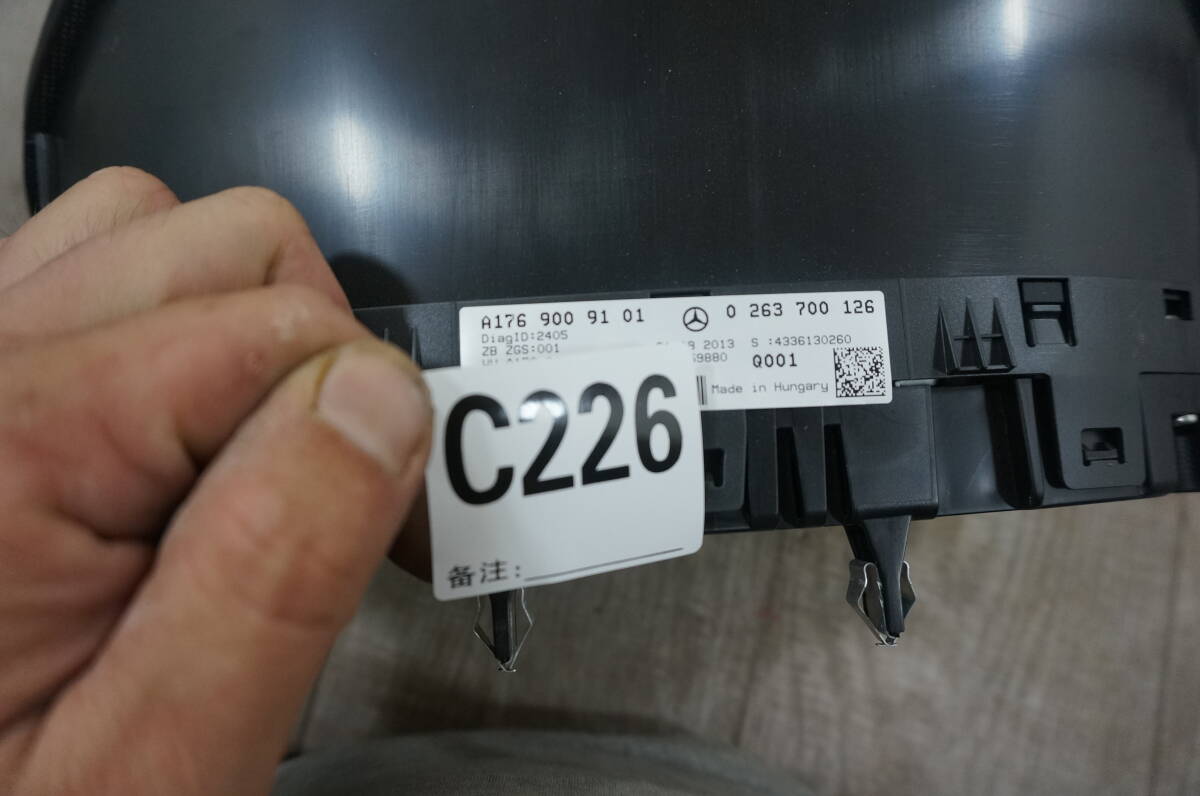 A176 900 91 01 0 263 700 126
DiagID:2405
ZB ZGS:001 2013 S :4336130260
9880 Q001
Made in Hungary
C226
备注: